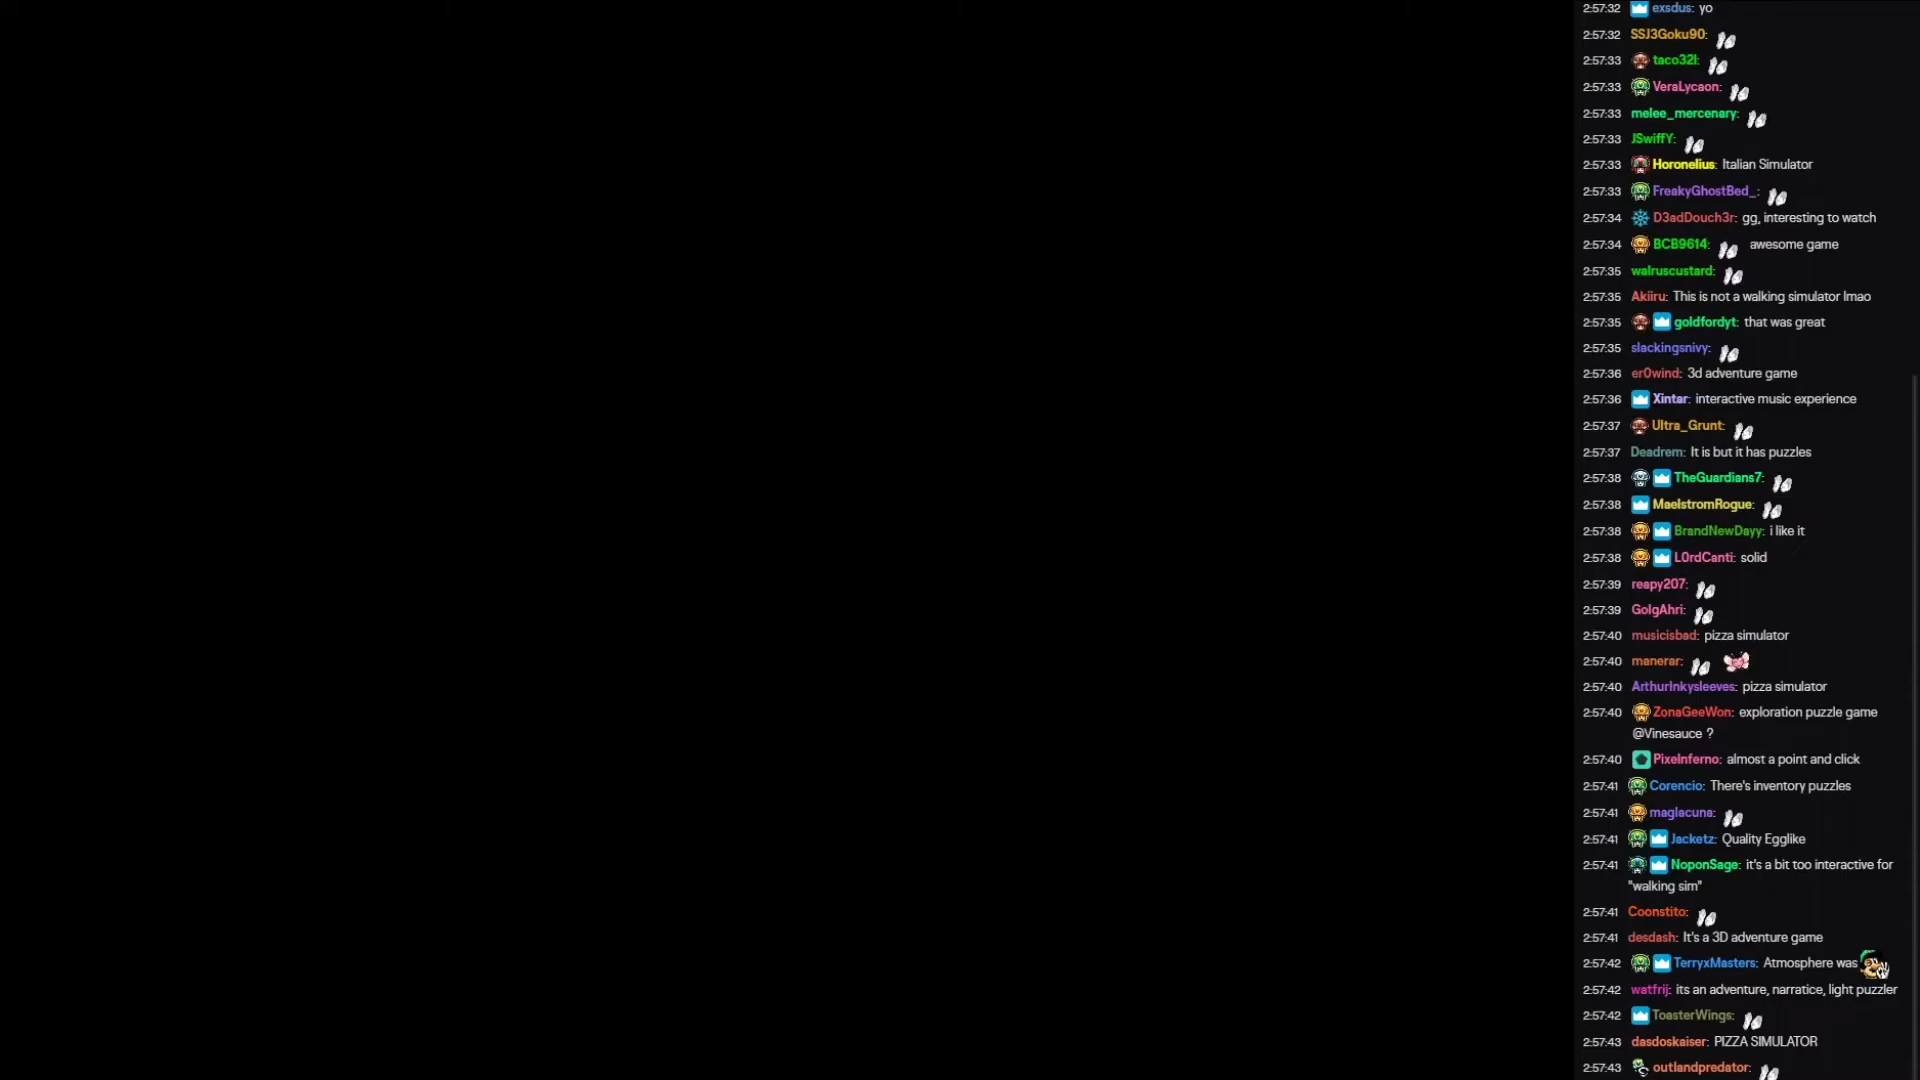 2:57:32 exsdus: yo
2:57:32 SSJ3Goku90:
2:57:33 taco32l:
2:57:33 VeraLycaon:
2:57:33 melee_mercenary:
2:57:33 JSwiffY:
2:57:33 Horonelius: Italian Simulator
2:57:33 FreakyGhostBed_:
2:57:34 D3adDouch3r: gg, interesting to watch
2:57:34 BCB9614: awesome game
2:57:35 walruscustard:
2:57:35 Akiiru: This is not a walking simulator lmao
2:57:35 goldfordyt: that was great
2:57:35 slackingsnivy:
2:57:36 er0wind: 3d adventure game
2:57:36 Xintar: interactive music experience
2:57:37 Ultra_Grunt:
2:57:37 Deadrem: It is but it has puzzles
2:57:38 TheGuardians7:
2:57:38 MaelstromRogue:
2:57:38 BrandNewDayy: i like it
2:57:38 L0rdCanti: solid
2:57:39 reapy207:
2:57:39 GolgAhri:
2:57:40 musicisbad: pizza simulator
2:57:40 manerar:
2:57:40 ArthurInkysleeves: pizza simulator
2:57:40 ZonaGeeWon: exploration puzzle game
@Vinesauce ?
2:57:40 PixelInferno: almost a point and click
2:57:41 Corencio: There's inventory puzzles
2:57:41 maglacuna:
2:57:41 Jacketz: Quality Egglike
2:57:41 NoponSage: it's a bit too interactive for
"walking sim"
2:57:41 Coonstito:
2:57:41 desdash: It's a 3D adventure game
2:57:42 TerryxMasters: Atmosphere was
2:57:42 watfrij: its an adventure, narratice, light puzzler
2:57:42 ToasterWings:
2:57:43 dasdoskaiser: PIZZA SIMULATOR
2:57:43 outlandpredator: